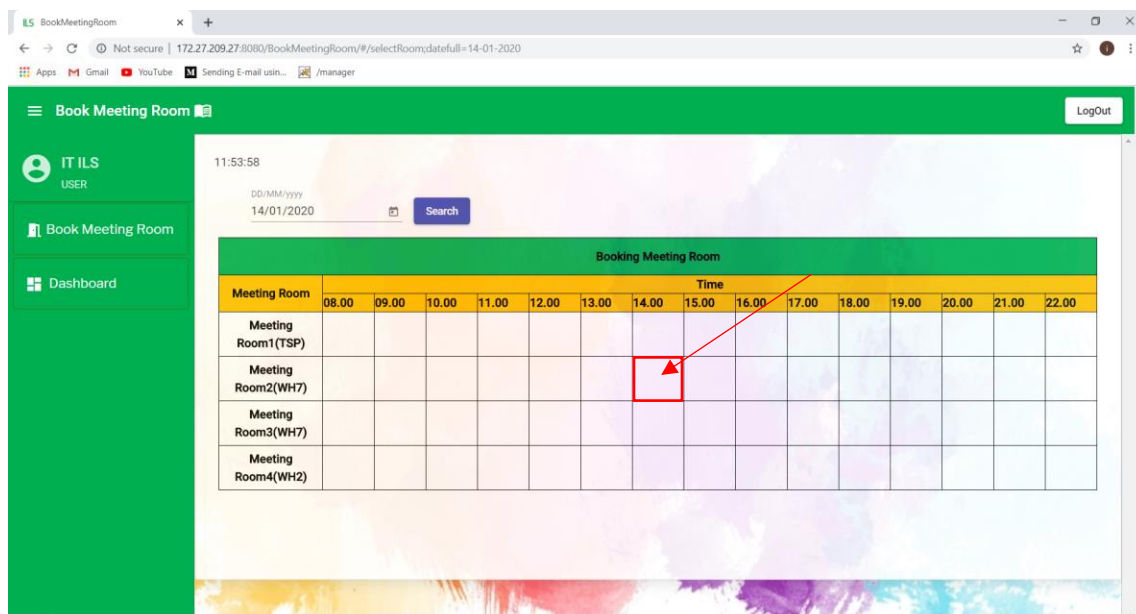 ILS BookMeetingRoom
Not secure | 172.27.209.27:8080/BookMeetingRoom/#/selectRoom;datefull=14-01-2020
Apps Gmail YouTube Sending E-mail usin... /manager
Book Meeting Room LogOut
IT ILS
USER
Book Meeting Room
Dashboard
11:53:58
DD/MM/yyyy
14/01/2020 Search
Booking Meeting Room
Meeting Room Time
08.00 09.00 10.00 11.00 12.00 13.00 14.00 15.00 16.00 17.00 18.00 19.00 20.00 21.00 22.00
Meeting
Room1(TSP)
Meeting
Room2(WH7)
Meeting
Room3(WH7)
Meeting
Room4(WH2)